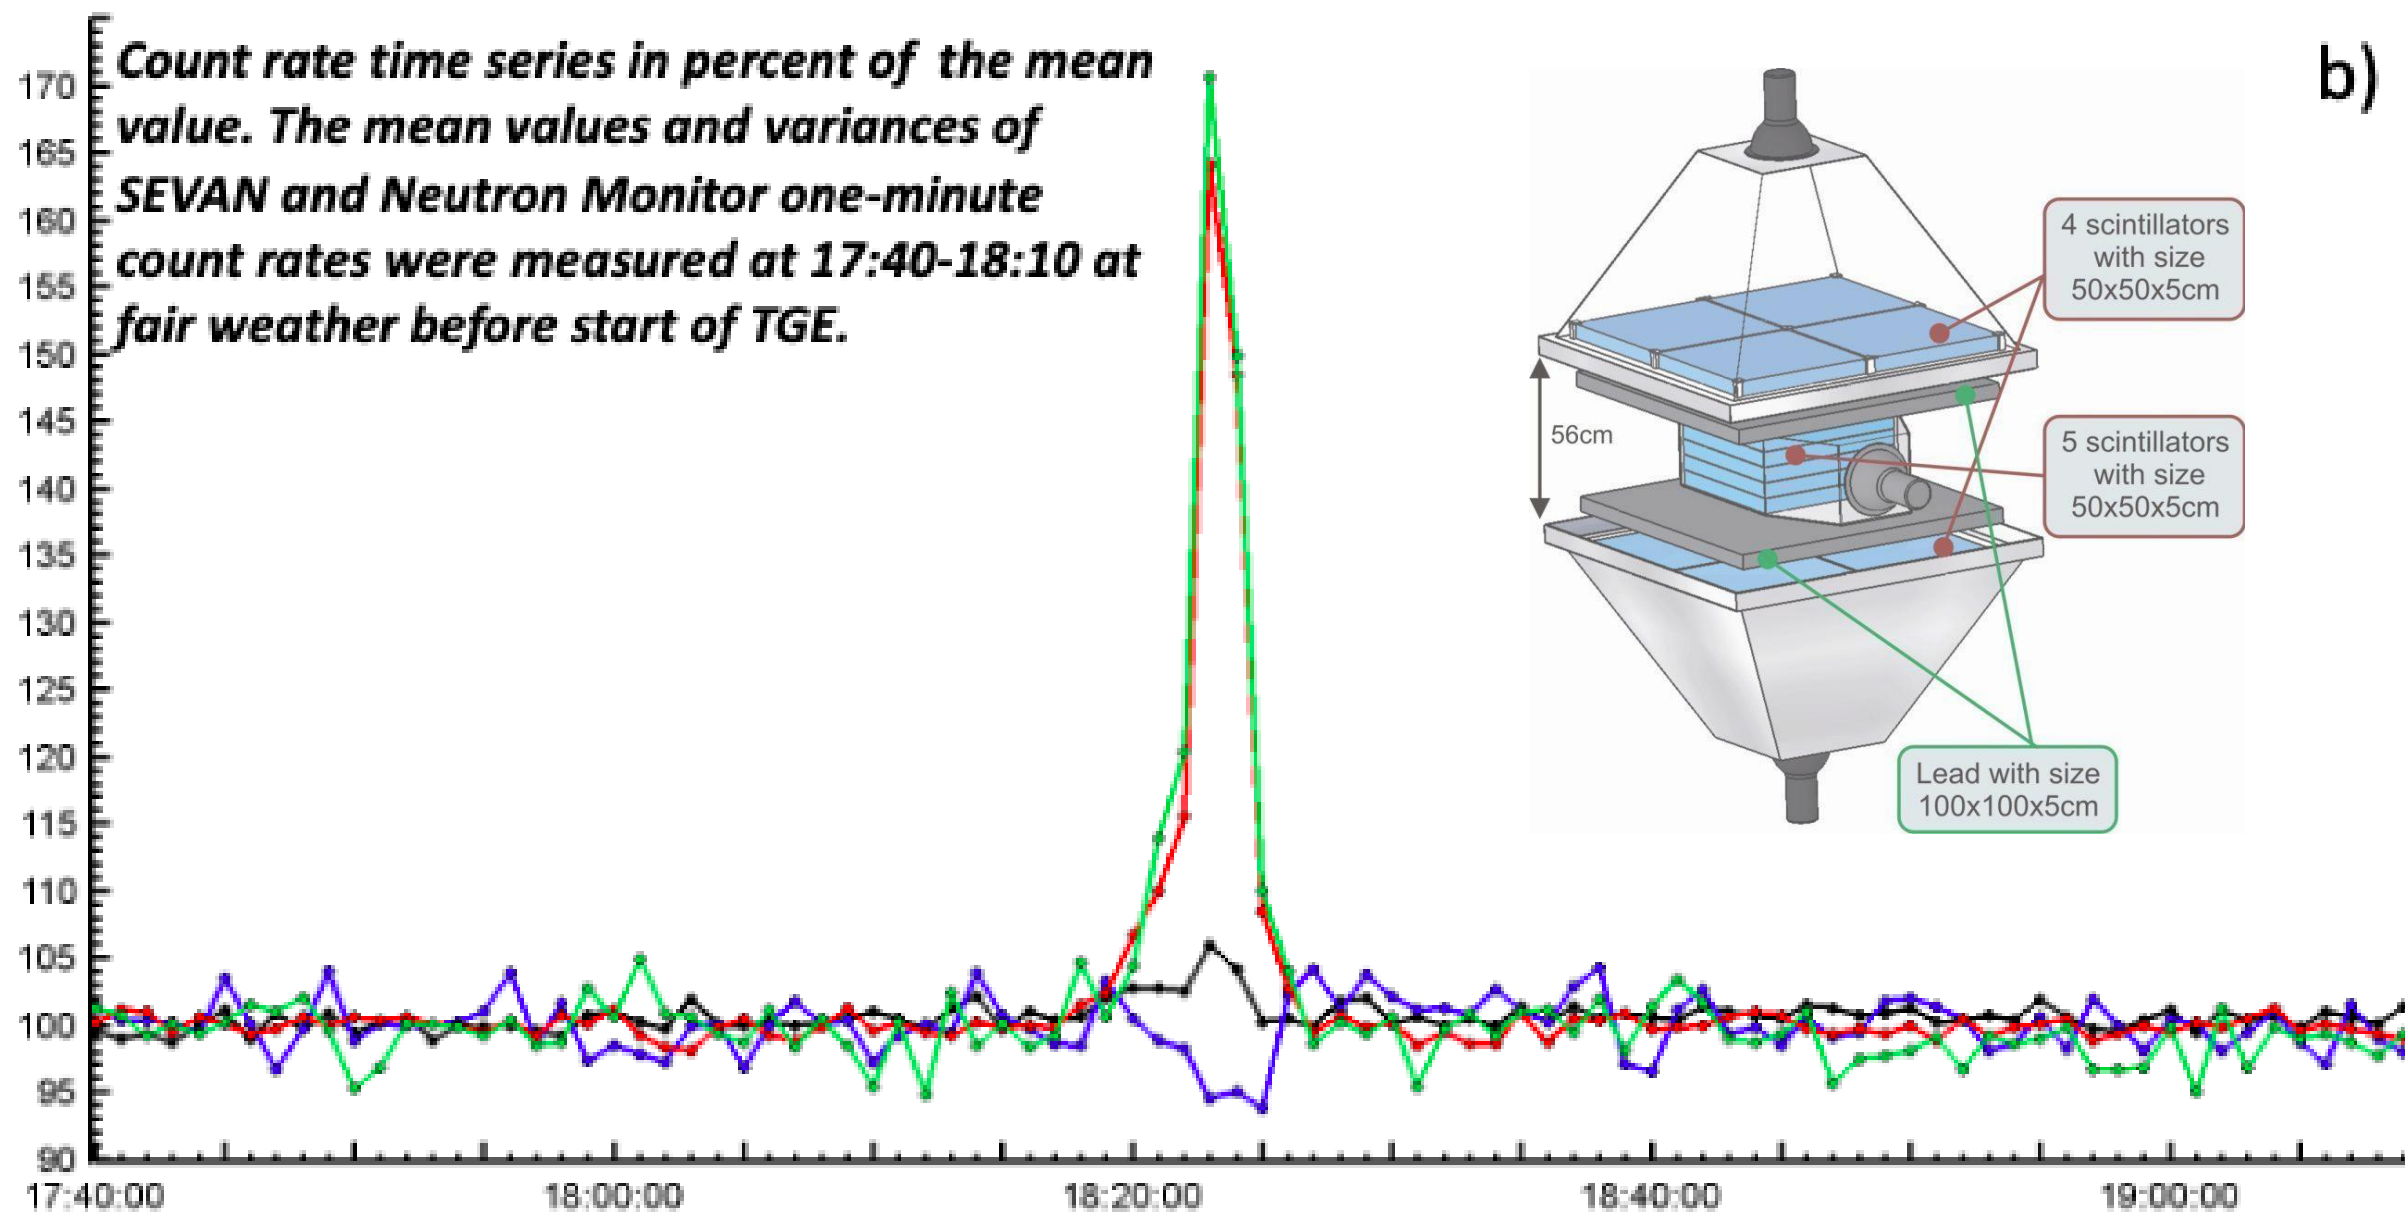 Count rate time series in percent of the mean
value. The mean values and variances of
SEVAN and Neutron Monitor one-minute
count rates were measured at 17:40-18:10 at
fair weather before start of TGE.
b)
170
165
160
155
150
145
140
135
130
125
120
115
110
105
100
95
90
17:40:00
18:00:00
18:20:00
18:40:00
19:00:00
4 scintillators
with size
50x50x5cm
56cm
5 scintillators
with size
50x50x5cm
Lead with size
100x100x5cm